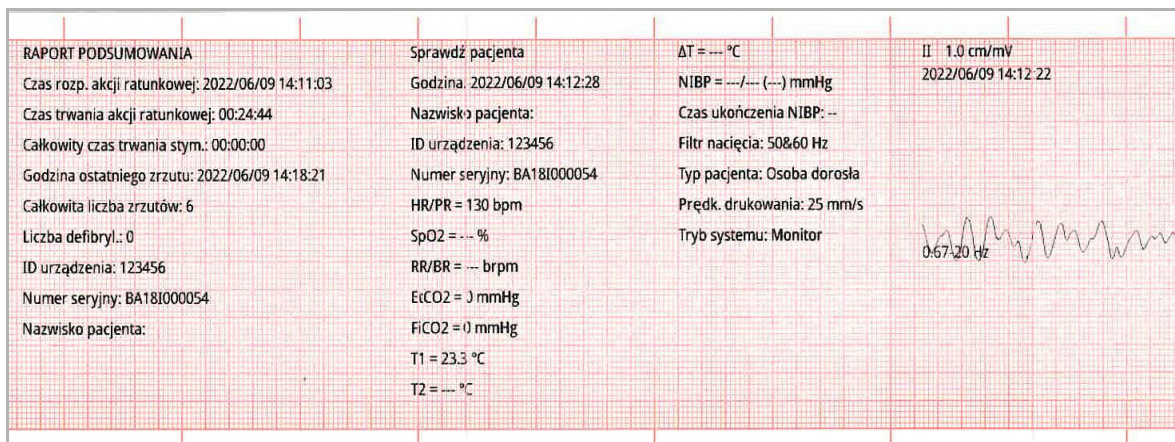 RAPORT PODSUMOWANIA
Czas rozp. akcji ratunkowej: 2022/06/09 14:11:03
Czas trwania akcji ratunkowej: 00:24:44
Całkowity czas trwania stym.: 00:00:00
Godzina ostatniego zrzutu: 2022/06/09 14:18:21
Całkowita liczba zrzutów: 6
Liczba defibryl.: 0
ID urządzenia: 123456
Numer seryjny: BA18I000054
Nazwisko pacjenta:
Sprawdź pacjenta
Godzina: 2022/06/09 14:12:28
Nazwisko pacjenta:
ID urządzenia: 123456
Numer seryjny: BA18I000054
HR/PR = 130 bpm
SpO2 = --- %
RR/BR = --- brpm
EtCO2 = 0 mmHg
FiCO2 = 0 mmHg
T1 = 23.3 °C
T2 = --- °C
ΔT = --- °C
NIBP = ---/--- (---) mmHg
Czas ukończenia NIBP: --
Filtr nacięcia: 50&60 Hz
Typ pacjenta: Osoba dorosła
Prędk. drukowania: 25 mm/s
Tryb systemu: Monitor
II 1.0 cm/mV
2022/06/09 14:12:22
0.67-20 Hz